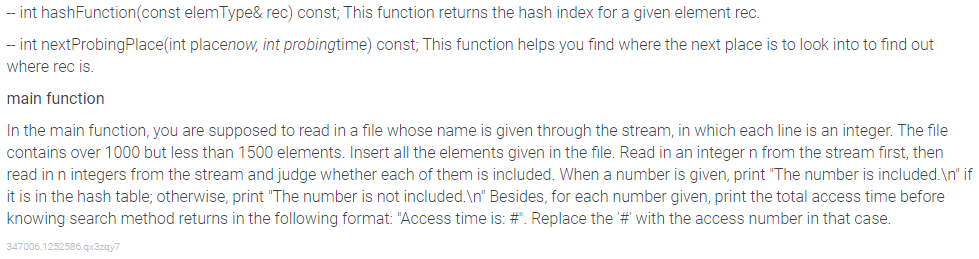 -- int hashFunction(const elemType& rec) const; This function returns the hash index for a given element rec.
-- int nextProbingPlace(int placenow, int probingtime) const; This function helps you find where the next place is to look into to find out
where rec is.
main function
In the main function, you are supposed to read in a file whose name is given through the stream, in which each line is an integer. The file
contains over 1000 but less than 1500 elements. Insert all the elements given in the file. Read in an integer n from the stream first, then
read in n integers from the stream and judge whether each of them is included. When a number is given, print "The number is included.\n" if
it is in the hash table; otherwise, print "The number is not included.\n" Besides, for each number given, print the total access time before
knowing search method returns in the following format: "Access time is: #". Replace the '#' with the access number in that case.
347006.1252586.qx3zqy7